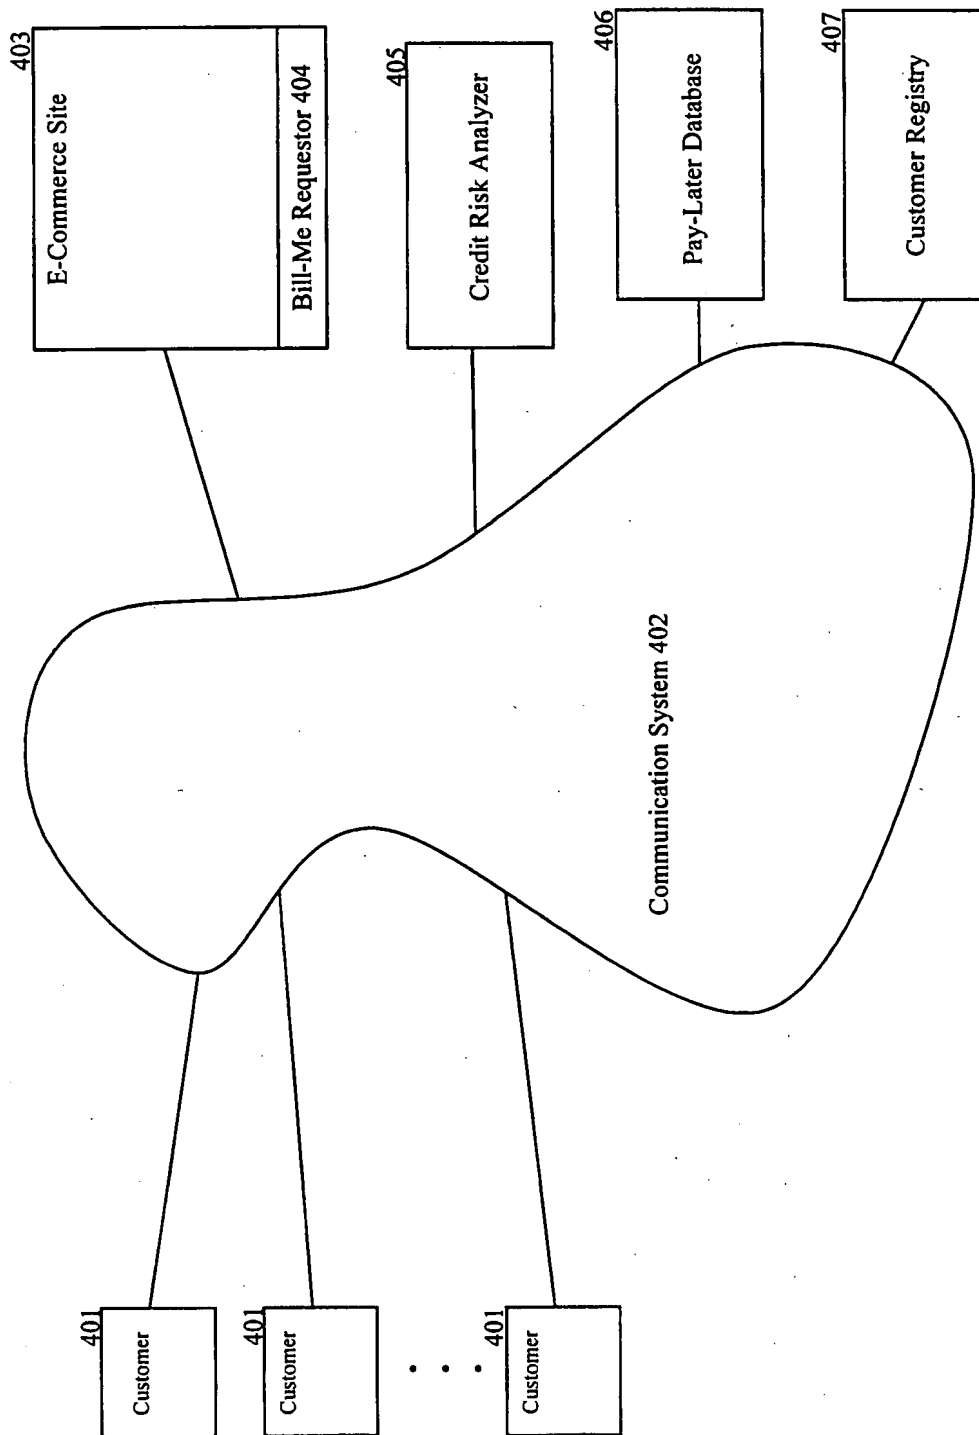 403
E-Commerce Site
Bill-Me Requestor 404
405
Credit Risk Analyzer
406
Pay-Later Database
407
Customer Registry
Communication System 402
401
Customer
401
Customer
401
Customer